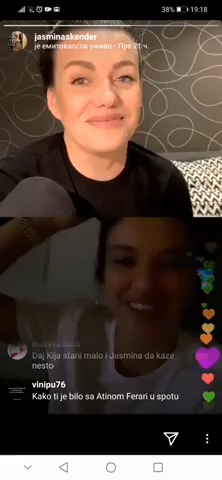 38% 19:18
jasminaskender
је емитовао/ла уживо • Пре 21 ч.
Daj Kija stani malo i Jasmina da kaze
nesto
vinipu76
Kako ti je bilo sa Atinom Ferari u spotu